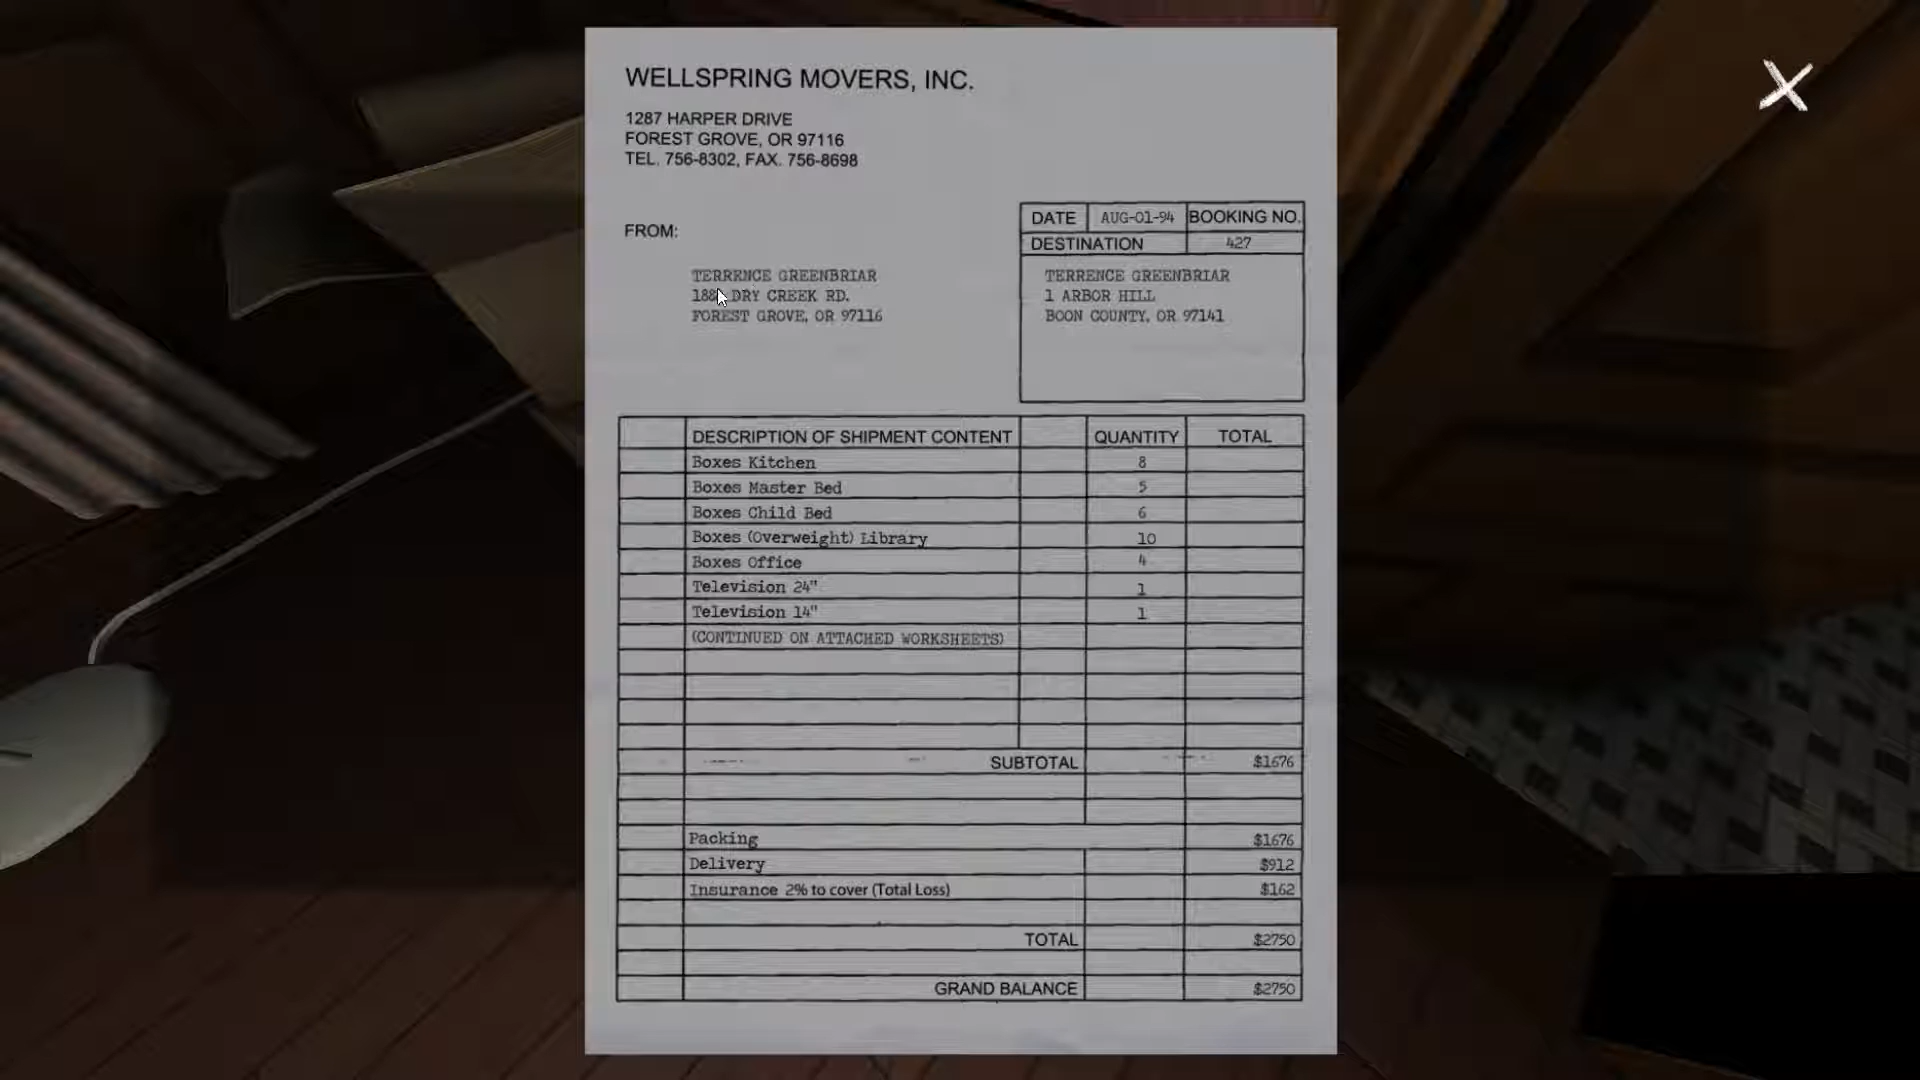 WELLSPRING MOVERS, INC.
1287 HARPER DRIVE
FOREST GROVE, OR 97116
TEL. 756-8302, FAX. 756-8698
DATE AUG-01-94 BOOKING NO.
FROM:
DESTINATION 427
TERRENCE GREENBRIAR
DRY CREEK RD.
FOREST GROVE, OR 97116
TERRENCE GREENBRIAR
1 ARBOR HILL
BOON COUNTY, OR 97141
DESCRIPTION OF SHIPMENT CONTENT QUANTITY TOTAL
Boxes Kitchen 8
Boxes Master Bed 5
Boxes Child Bed 6
Boxes (Overweight) Library 10
Boxes Office 4
Television 24" 1
Television 14" 1
(CONTINUED ON ATTACHED WORKSHEETS)
SUBTOTAL $1676
Packing $1676
Delivery $912
Insurance 2% to cover (Total Loss) $162
TOTAL $2750
GRAND BALANCE $2750